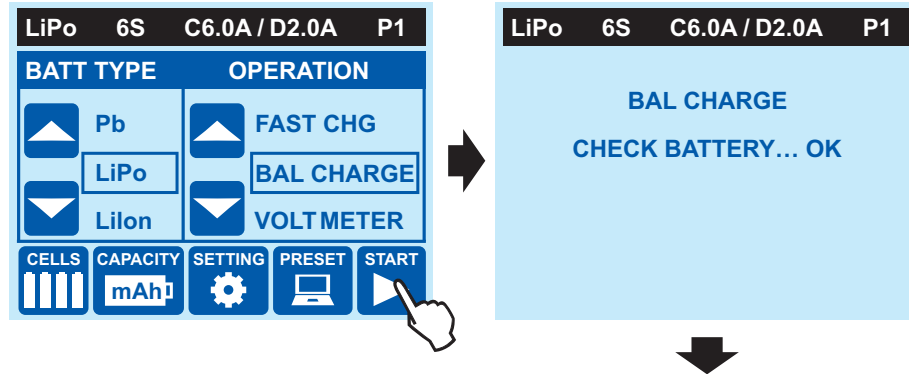 LiPo 6S C6.0A / D2.0A P1
BATT TYPE OPERATION
Pb FAST CHG
LiPo BAL CHARGE
LiIon VOLT METER
CELLS CAPACITY SETTING PRESET START
mAh
LiPo 6S C6.0A / D2.0A P1
BAL CHARGE
CHECK BATTERY... OK